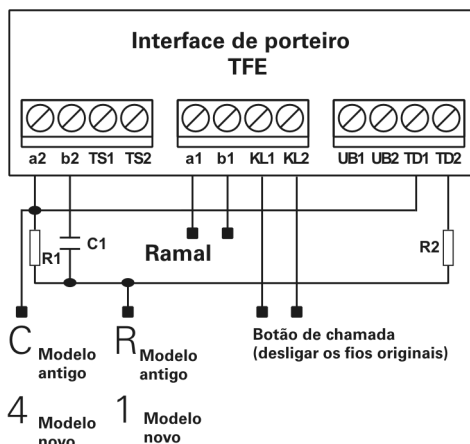 Interface de porteiro
TFE
a2 b2 TS1 TS2 a1 b1 KL1 KL2 UB1 UB2 TD1 TD2
R1 C1 Ramal R2
C Modelo antigo R Modelo antigo
Botão de chamada
(desligar os fios originais)
4 Modelo novo 1 Modelo novo